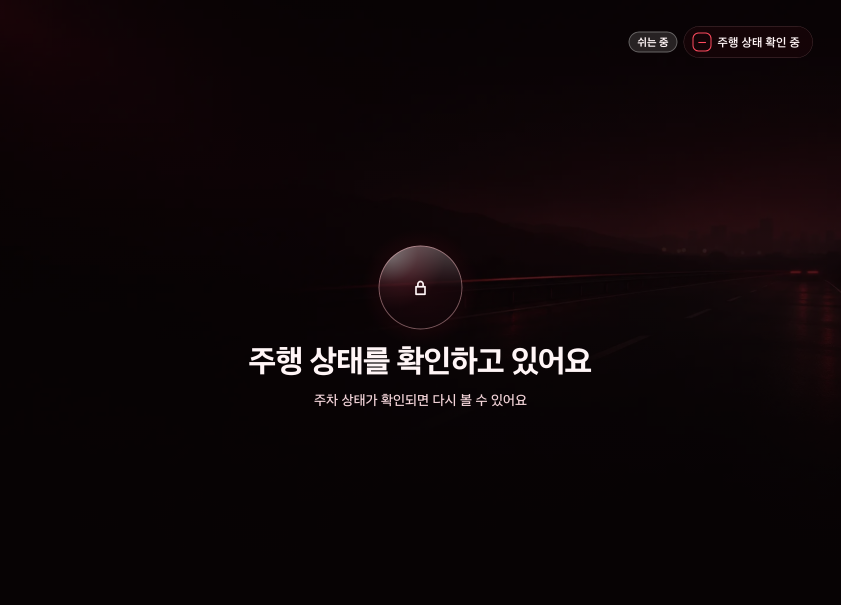 쉬는 중
주행 상태 확인 중
주행 상태를 확인하고 있어요
주차 상태가 확인되면 다시 볼 수 있어요